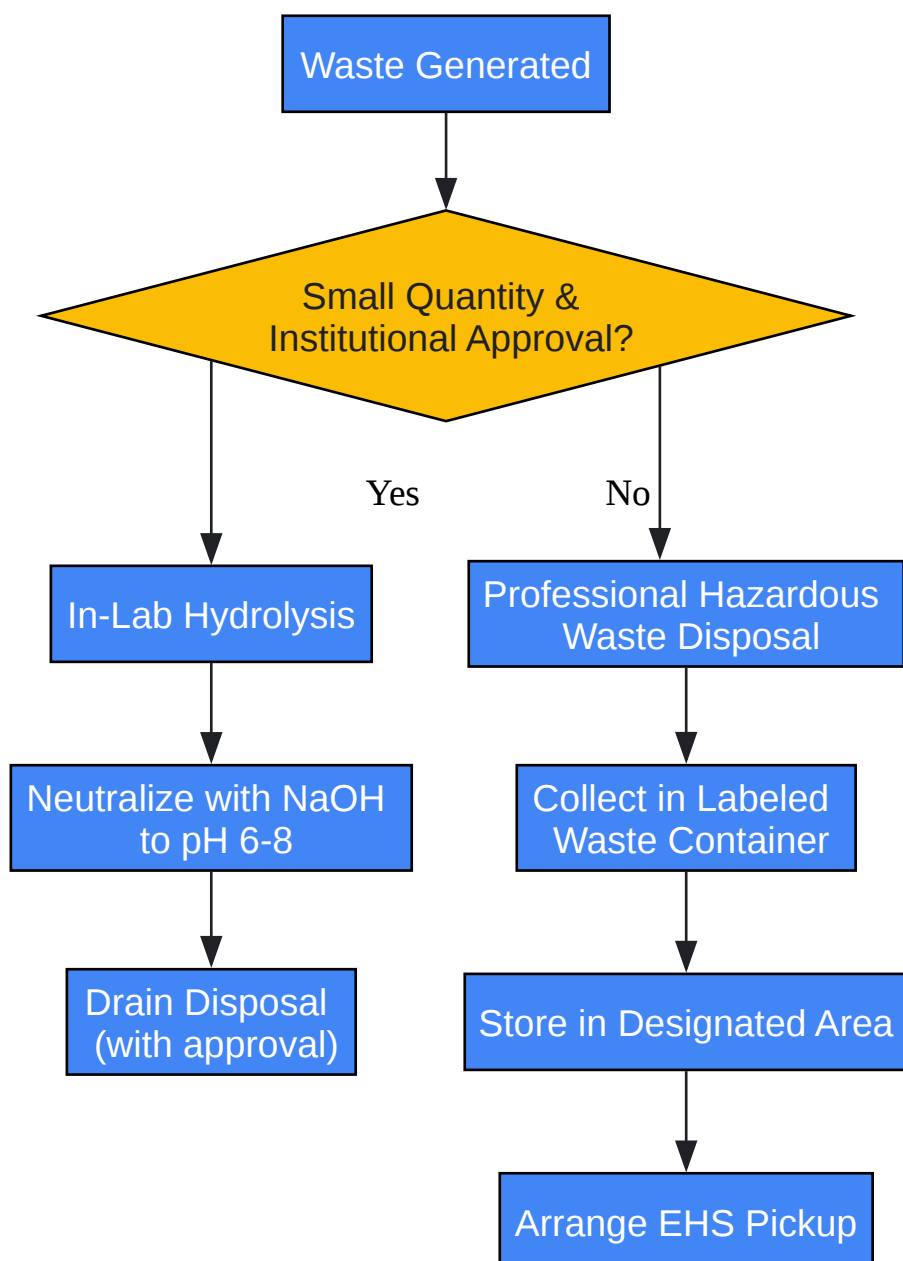 Waste Generated
Small Quantity &
Institutional Approval?
Yes
No
In-Lab Hydrolysis
Professional Hazardous
Waste Disposal
Neutralize with NaOH
to pH 6-8
Collect in Labeled
Waste Container
Drain Disposal
(with approval)
Store in Designated Area
Arrange EHS Pickup